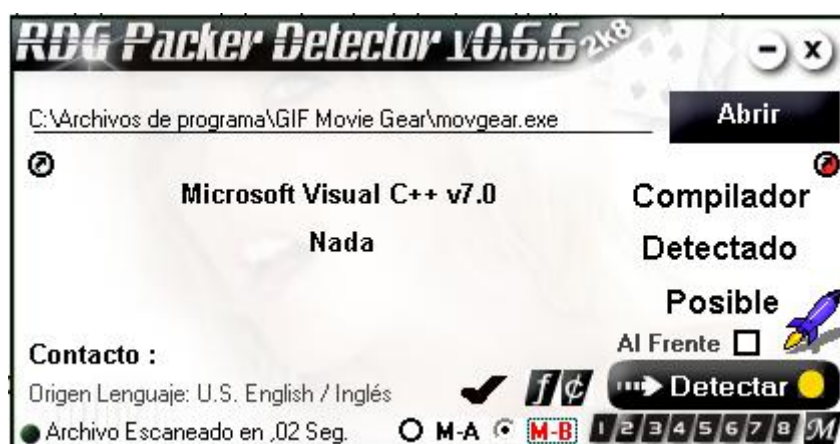 RDG Packer Detector v0.6.6 2k8
C:\Archivos de programa\GIF Movie Gear\movgear.exe
Abrir
Microsoft Visual C++ v7.0
Compilador
Nada
Detectado
Posible
Al Frente
Contacto :
Origen Lenguaje: U.S. English / Inglés
Detectar
Archivo Escaneado en ,02 Seg.
M-A
M-B
1 2 3 4 5 6 7 8 M